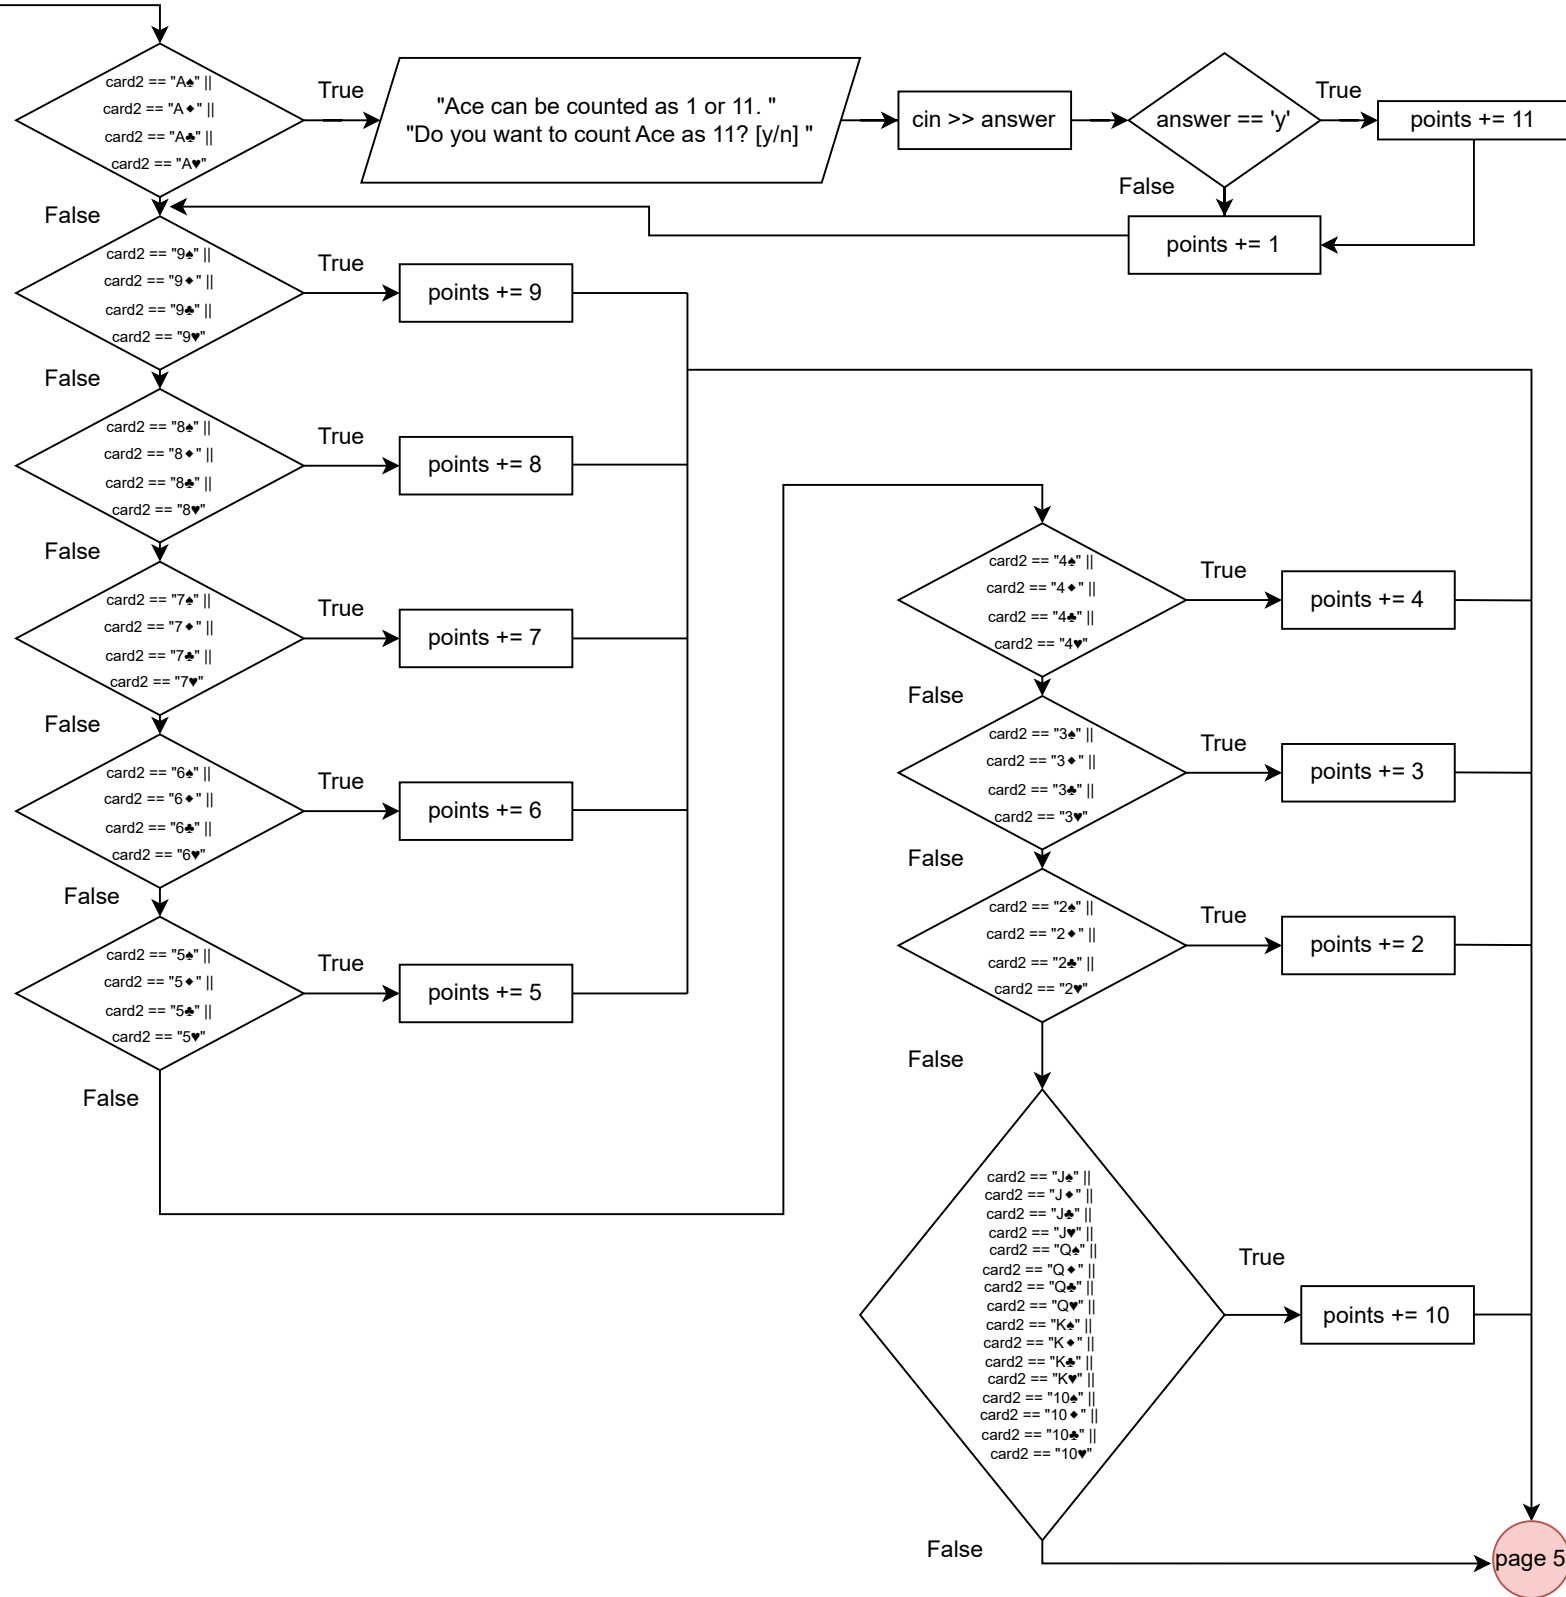 card2 == "A♠" ||
card2 == "A♦" ||
card2 == "A♣" ||
card2 == "A♥"
True
"Ace can be counted as 1 or 11. "
"Do you want to count Ace as 11? [y/n] "
cin >> answer
answer == 'y'
True
points += 11
False
points += 1
False
card2 == "9♠" ||
card2 == "9♦" ||
card2 == "9♣" ||
card2 == "9♥"
True
points += 9
False
card2 == "8♠" ||
card2 == "8♦" ||
card2 == "8♣" ||
card2 == "8♥"
True
points += 8
False
card2 == "7♠" ||
card2 == "7♦" ||
card2 == "7♣" ||
card2 == "7♥"
True
points += 7
False
card2 == "6♠" ||
card2 == "6♦" ||
card2 == "6♣" ||
card2 == "6♥"
True
points += 6
False
card2 == "5♠" ||
card2 == "5♦" ||
card2 == "5♣" ||
card2 == "5♥"
True
points += 5
False
card2 == "4♠" ||
card2 == "4♦" ||
card2 == "4♣" ||
card2 == "4♥"
True
points += 4
False
card2 == "3♠" ||
card2 == "3♦" ||
card2 == "3♣" ||
card2 == "3♥"
True
points += 3
False
card2 == "2♠" ||
card2 == "2♦" ||
card2 == "2♣" ||
card2 == "2♥"
True
points += 2
False
card2 == "J♠" ||
card2 == "J♦" ||
card2 == "J♣" ||
card2 == "J♥" ||
card2 == "Q♠" ||
card2 == "Q♦" ||
card2 == "Q♣" ||
card2 == "Q♥" ||
card2 == "K♠" ||
card2 == "K♦" ||
card2 == "K♣" ||
card2 == "K♥" ||
card2 == "10♠" ||
card2 == "10♦" ||
card2 == "10♣" ||
card2 == "10♥"
True
points += 10
False
page 5